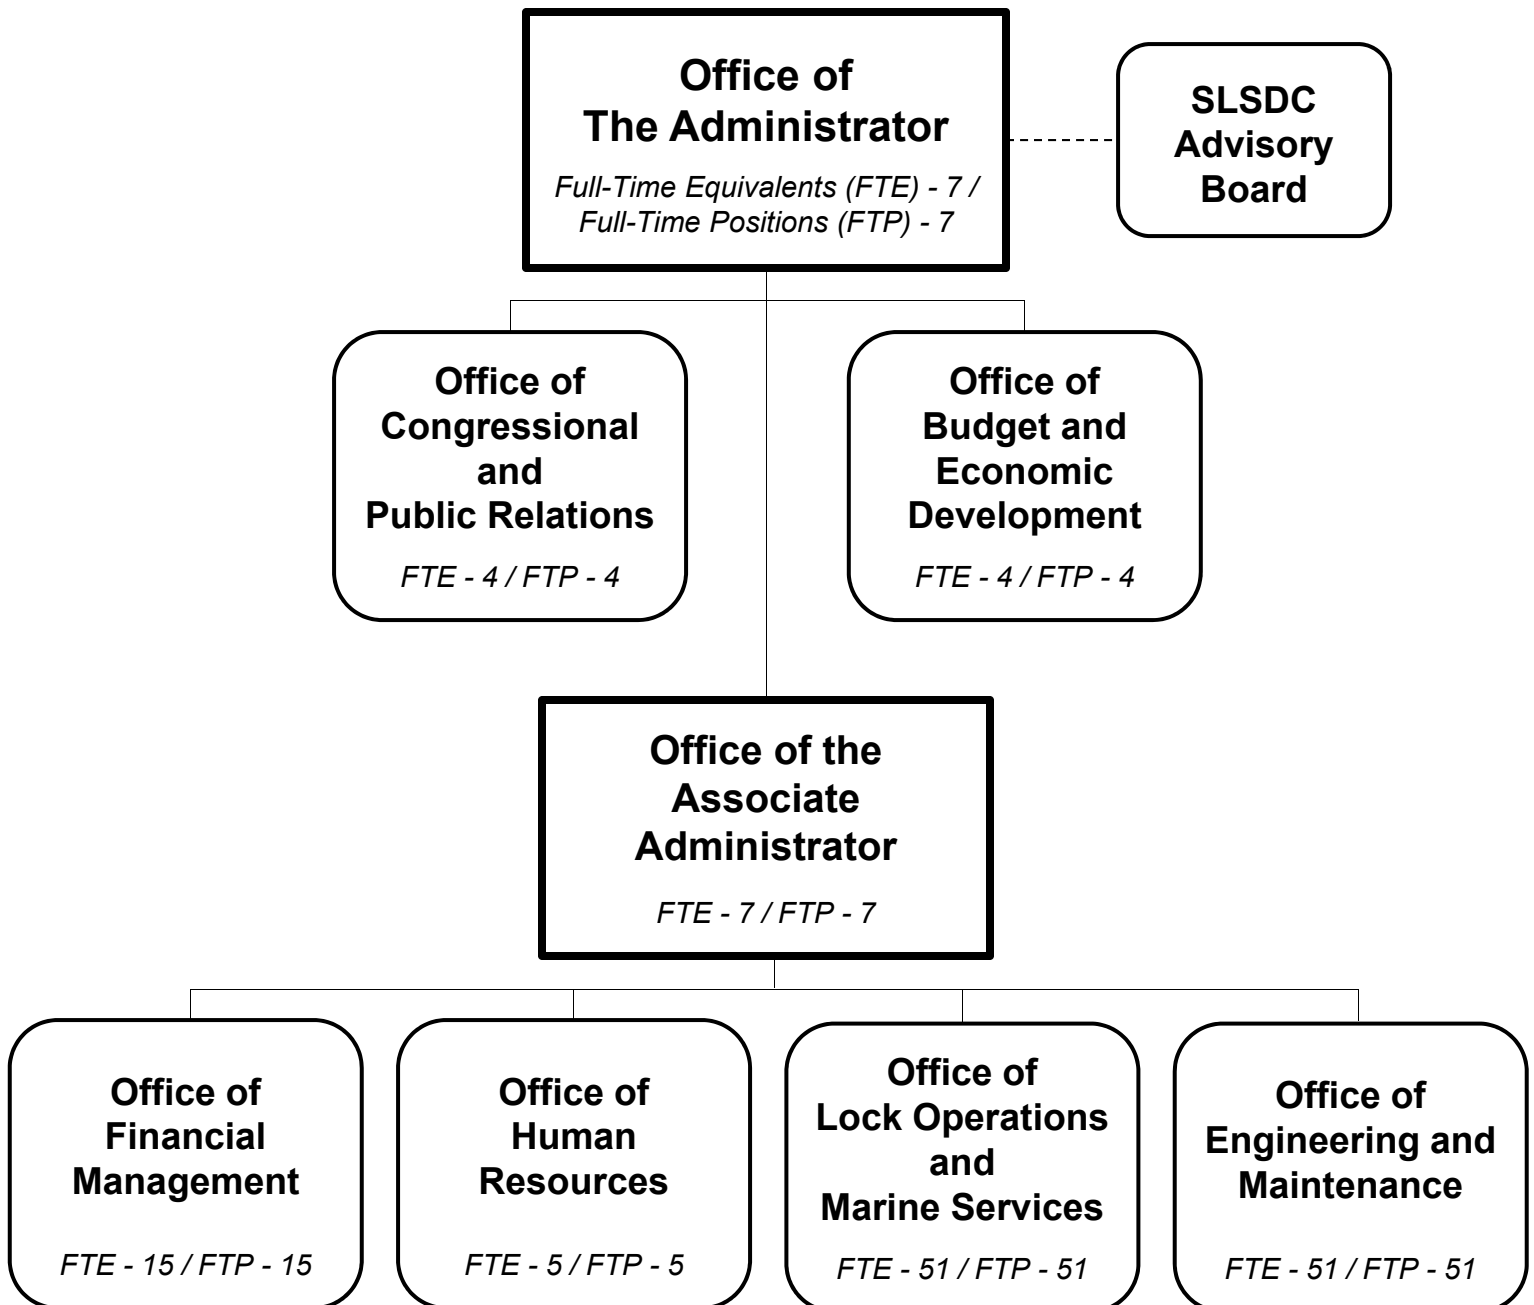 Office of
The Administrator
Full-Time Equivalents (FTE) - 7 /
Full-Time Positions (FTP) - 7
SLSDC
Advisory
Board
Office of
Congressional
and
Public Relations
FTE - 4 / FTP - 4
Office of
Budget and
Economic
Development
FTE - 4 / FTP - 4
Office of the
Associate
Administrator
FTE - 7 / FTP - 7
Office of
Financial
Management
FTE - 15 / FTP - 15
Office of
Human
Resources
FTE - 5 / FTP - 5
Office of
Lock Operations
and
Marine Services
FTE - 51 / FTP - 51
Office of
Engineering and
Maintenance
FTE - 51 / FTP - 51